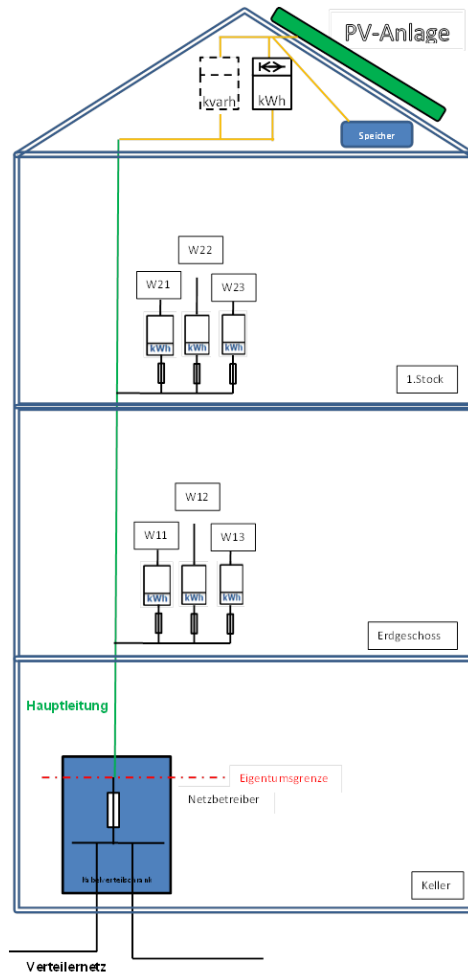 PV-Anlage
kvarh
kWh
Speicher
W22
W21
W23
kWh
kWh
kWh
1.Stock
W12
W11
W13
kWh
kWh
kWh
Erdgeschoss
Hauptleitung
Eigentumsgrenze
Netzbetreiber
Kabelverteilschrank
Keller
Verteilernetz